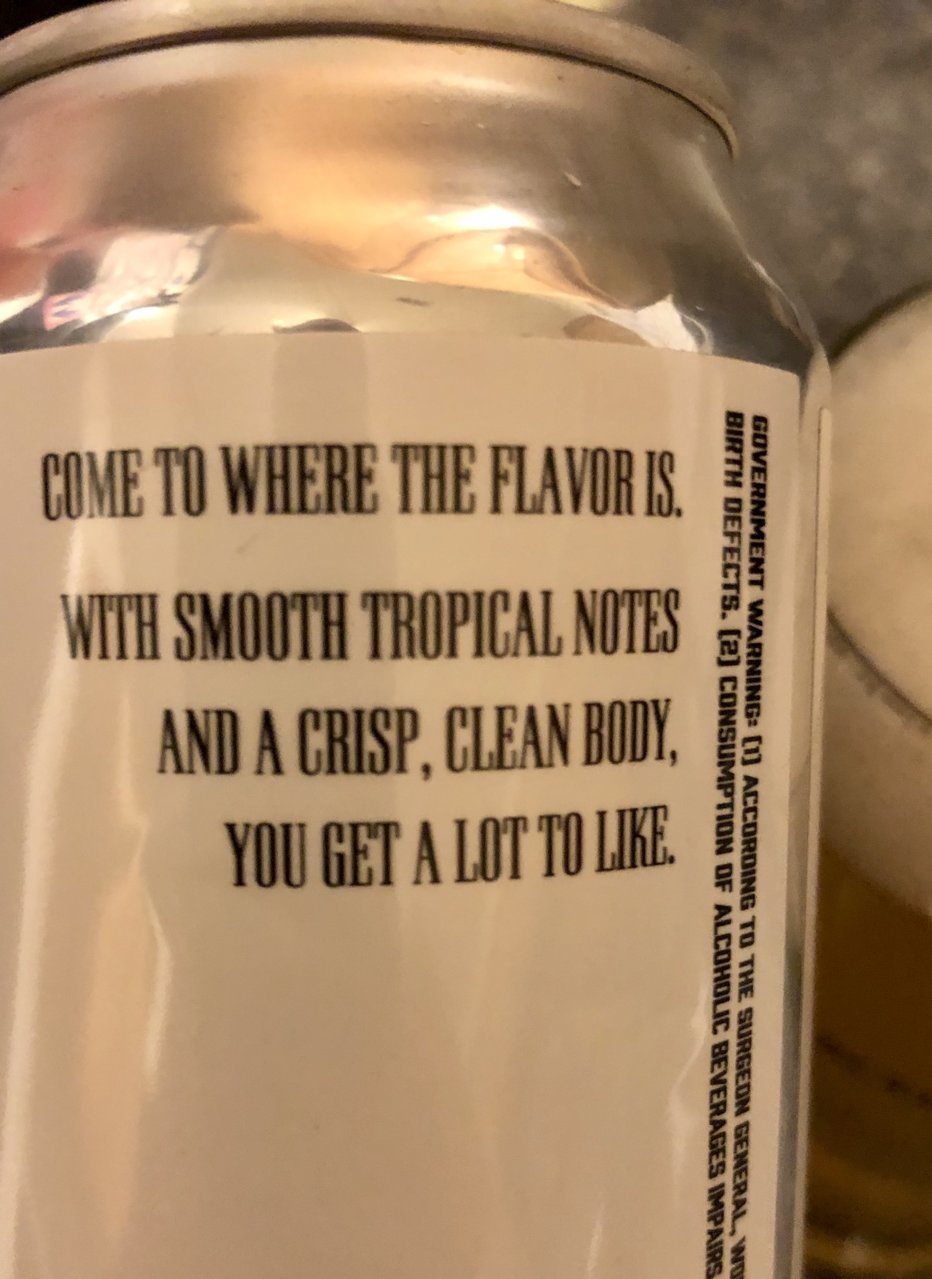 COME TO WHERE THE FLAVOR IS.
WITH SMOOTH TROPICAL NOTES
AND A CRISP, CLEAN BODY,
YOU GET A LOT TO LIKE.
GOVERNMENT WARNING: (1) ACCORDING TO THE SURGEON GENERAL, WO
BIRTH DEFECTS. (2) CONSUMPTION OF ALCOHOLIC BEVERAGES IMPAIRS